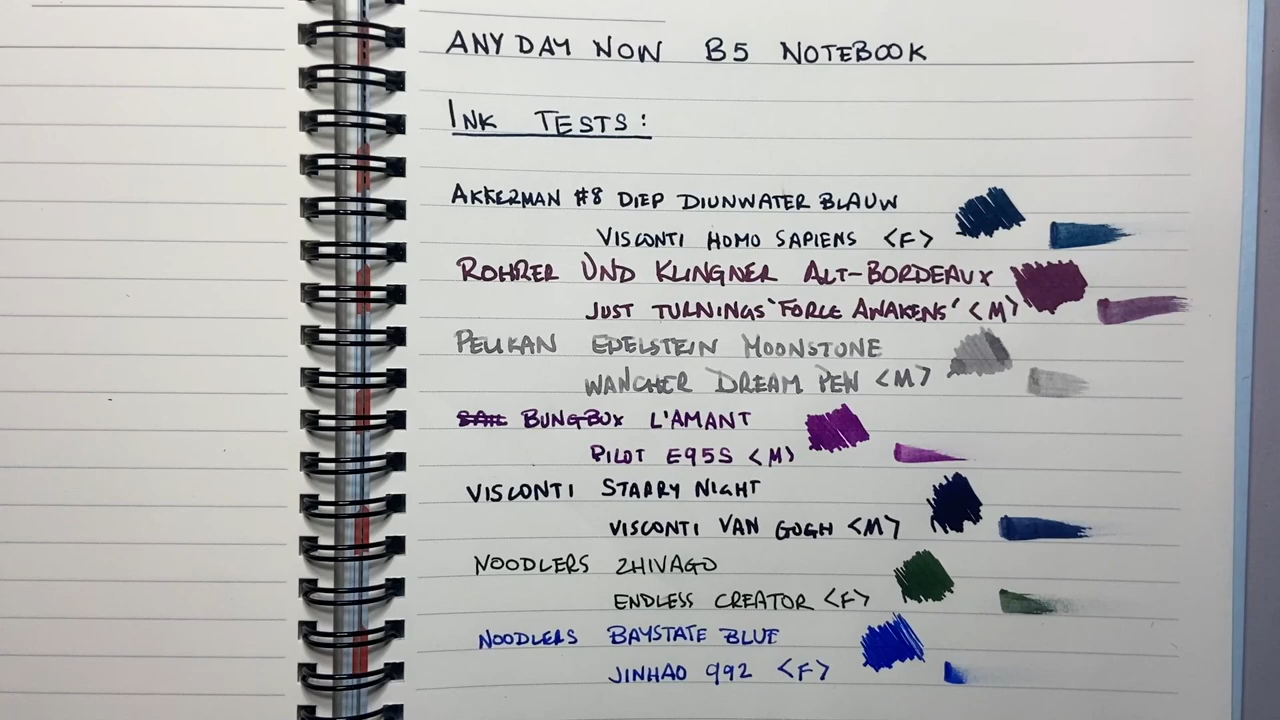 ANY DAY NOW B5 NOTEBOOK
INK TESTS:
AKKERMAN #8 DIEP DIUNWATER BLAUW
VISCONTI HOMO SAPIENS <F>
ROHRER UND KLINGNER ALT-BORDEAUX
JUST TURNINGS 'FORCE AWAKENS' <M>
PELIKAN EDELSTEIN MOONSTONE
WANCHER DREAM PEN <M>
BUNGBOX L'AMANT
PILOT E95S <M>
VISCONTI STARRY NIGHT
VISCONTI VAN GOGH <M>
NOODLERS ZHIVAGO
ENDLESS CREATOR <F>
NOODLERS BAYSTATE BLUE
JINHAO 992 <F>